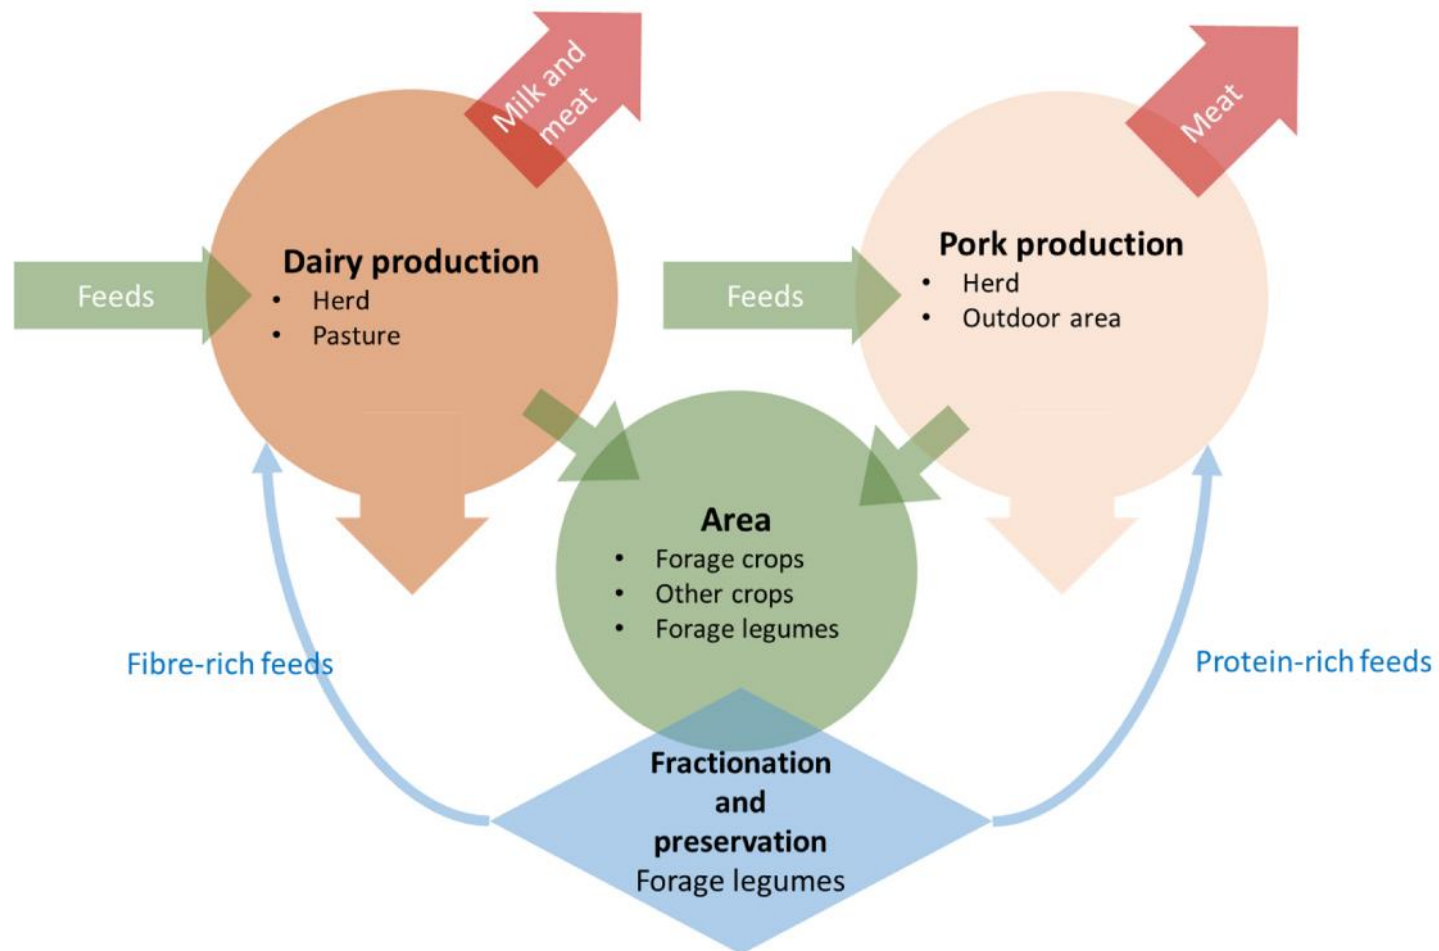 Milk and
meat
Meat
Dairy production
• Herd
• Pasture
Feeds
Pork production
• Herd
• Outdoor area
Feeds
Area
• Forage crops
• Other crops
• Forage legumes
Fibre-rich feeds
Protein-rich feeds
Fractionation
and
preservation
Forage legumes